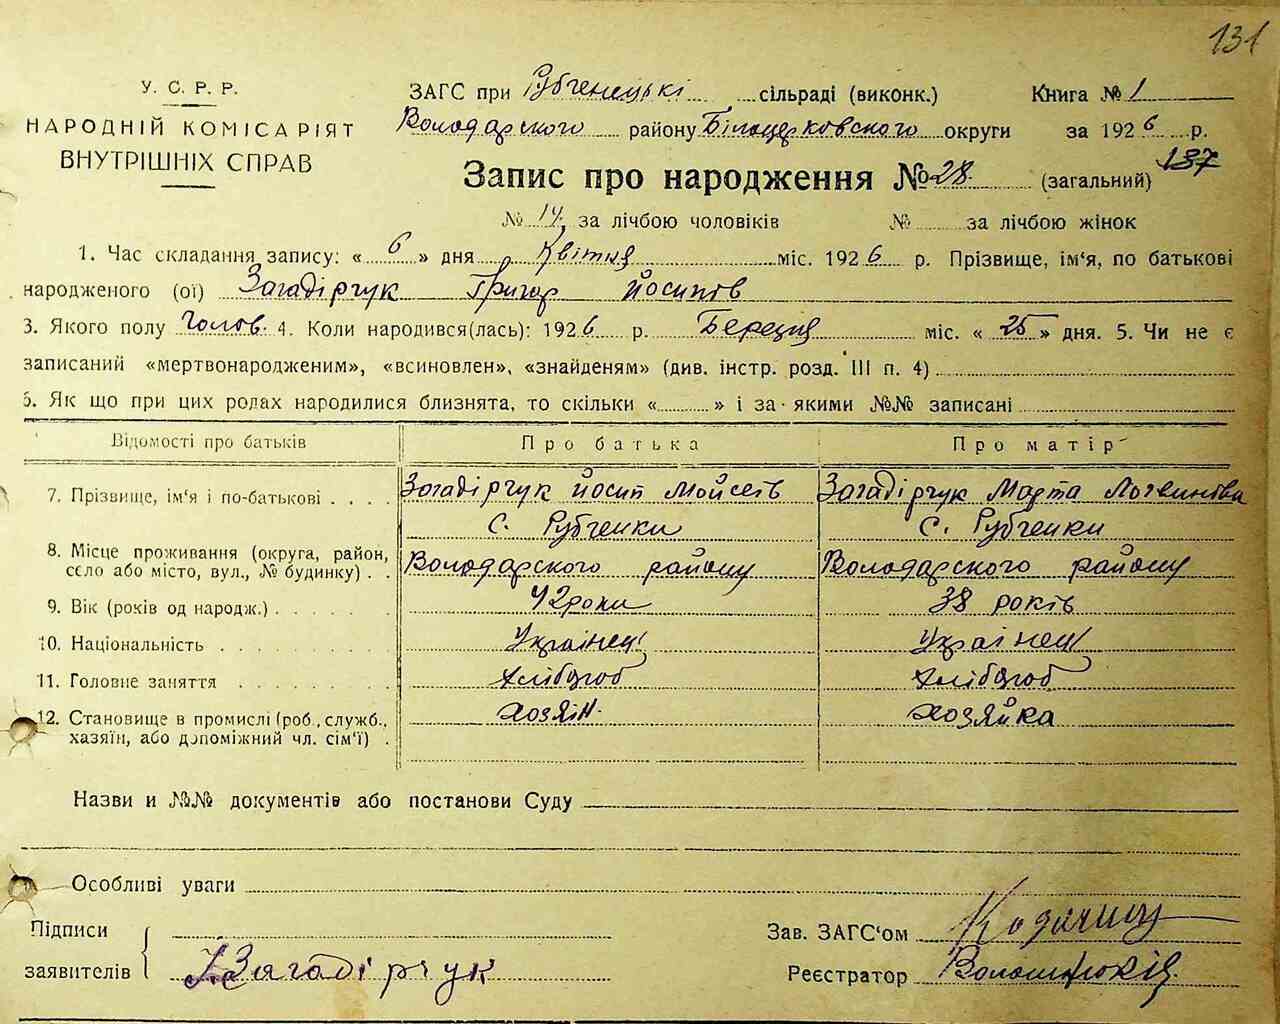 131
У. С. Р. Р.
НАРОДНІЙ КОМІСАРІЯТ
ВНУТРІШНІХ СПРАВ
ЗАГС при Рубченецькі сільраді (виконк.) Книга № 1
Володарского району Білоцерковского округи за 1926 р.
Запис про народження № 28 (загальний) 137
№ 14 за лічбою чоловіків № за лічбою жінок
1. Час складання запису: « 6 » дня Квітня міс. 1926 р. Прізвище, ім‘я, по батькові
народженого (ої) Загадірчук Григор Йосипів
3. Якого полу Чолов. 4. Коли народився(лась): 1926 р. Березня міс. « 25 » дня. 5. Чи не є
записаний «мертвонародженим», «всиновлен», «знайденям» (див. інстр. розд. III п. 4)
6. Як що при цих родах народилися близнята, то скільки « » і за якими №№ записані
Відомості про батьків Про батька Про матір
7. Прізвище, ім‘я і по-батькові Загадірчук Йосип Мойсеїв Загадірчук Марта Логвинівa
с. Рубченки с. Рубченки
8. Місце проживання (округа, район,
село або місто, вул., № будинку) Володарского району Володарского району
9. Вік (років од народж.) 42 роки 38 років
10. Національність Українец Українец
11. Головне заняття Хлібороб Хлібороб
12. Становище в промислі (роб., служб.,
хазяїн, або допоміжний чл. сім‘ї) Хозяін. Хозяйка
Назви и №№ документів або постанови Суду
Особливі уваги
Підписи
заявителів Загадірчук
Зав. ЗАГС‘ом
Реєстратор